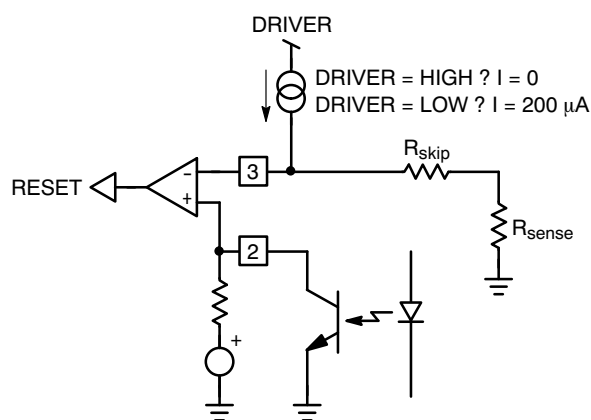 DRIVER
DRIVER = HIGH ? I = 0
DRIVER = LOW ? I = 200 μA
Rskip
3
RESET
-
+
Rsense
2
+
-